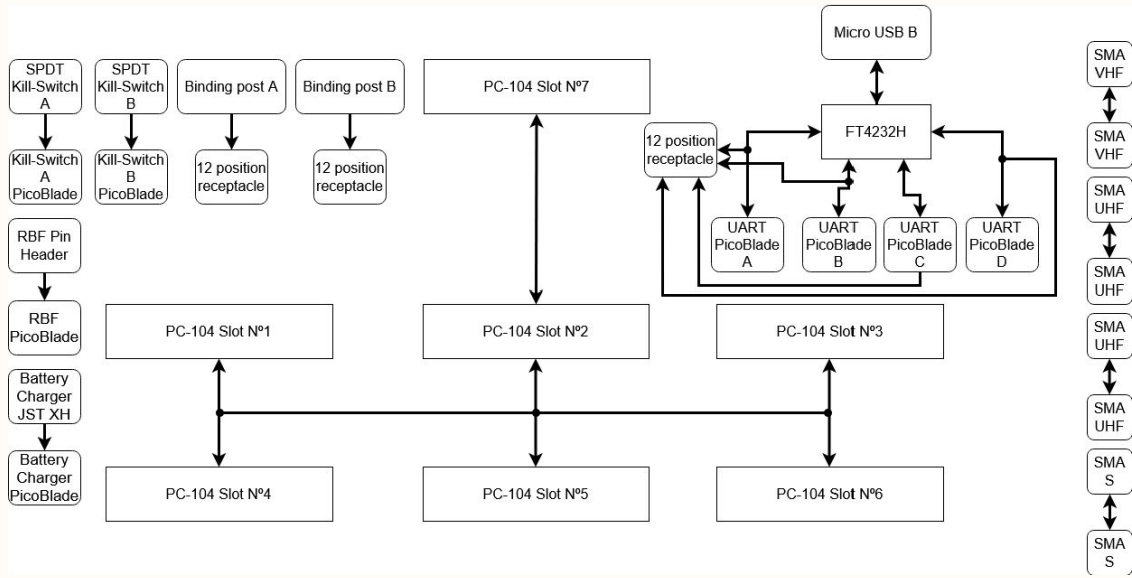 Micro USB B
SPDT
Kill-Switch
A
SPDT
Kill-Switch
B
Binding post A
Binding post B
PC-104 Slot Nº7
SMA
VHF
FT4232H
12 position
receptacle
Kill-Switch
A
PicoBlade
Kill-Switch
B
PicoBlade
12 position
receptacle
12 position
receptacle
SMA
VHF
SMA
UHF
RBF Pin
Header
UART
PicoBlade
A
UART
PicoBlade
B
UART
PicoBlade
C
UART
PicoBlade
D
SMA
UHF
RBF
PicoBlade
PC-104 Slot Nº1
PC-104 Slot Nº2
PC-104 Slot Nº3
SMA
UHF
Battery
Charger
JST XH
SMA
UHF
Battery
Charger
PicoBlade
PC-104 Slot Nº4
PC-104 Slot Nº5
PC-104 Slot Nº6
SMA
S
SMA
S